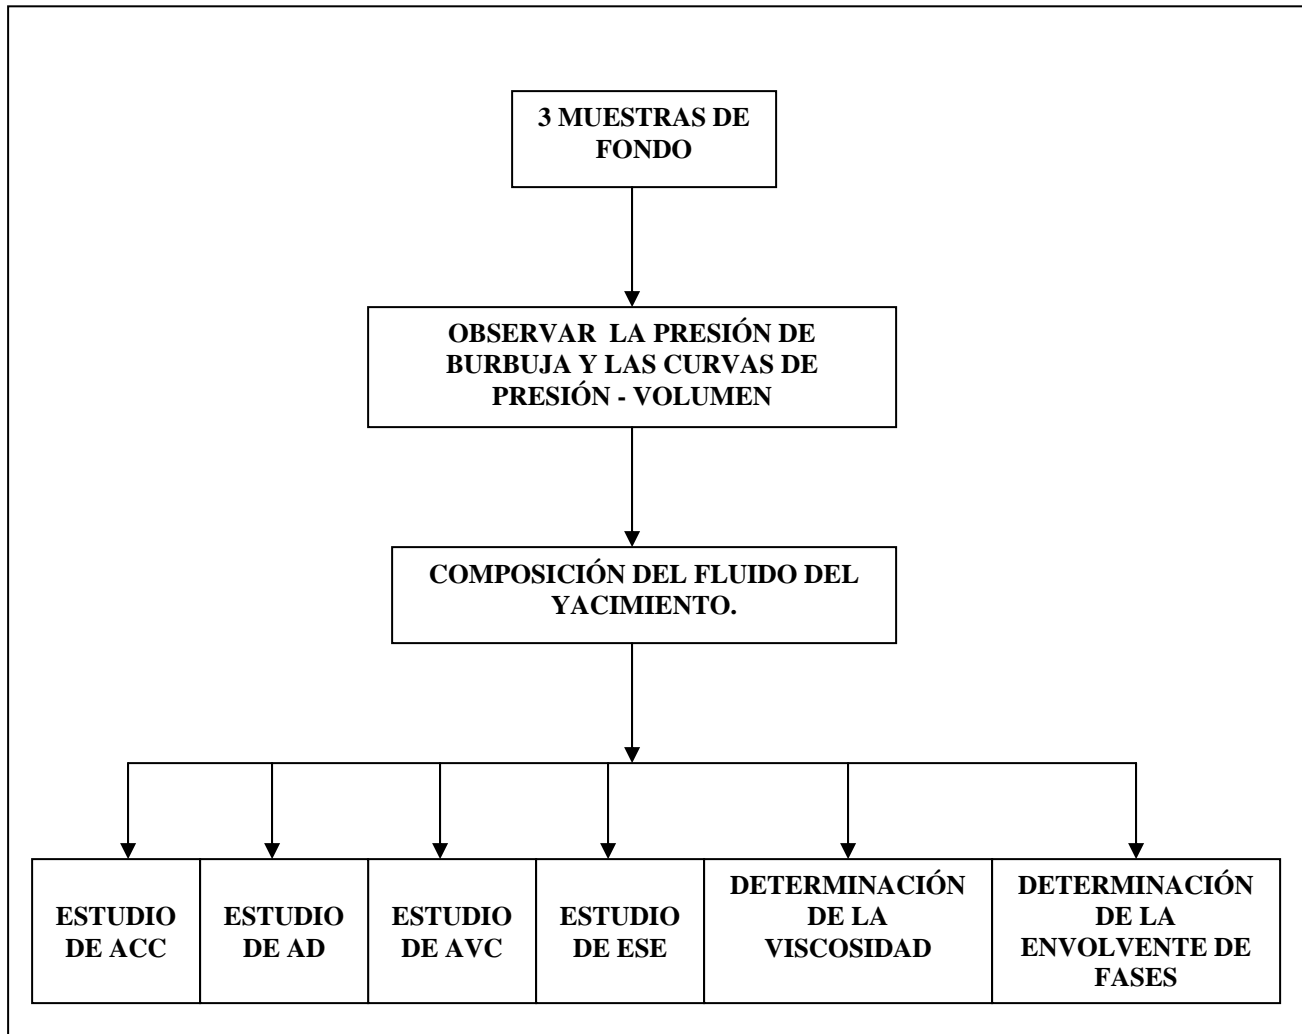 3 MUESTRAS DE
FONDO
OBSERVAR LA PRESIÓN DE
BURBUJA Y LAS CURVAS DE
PRESIÓN - VOLUMEN
COMPOSICIÓN DEL FLUIDO DEL
YACIMIENTO.
ESTUDIO
DE ACC
ESTUDIO
DE AD
ESTUDIO
DE AVC
ESTUDIO
DE ESE
DETERMINACIÓN
DE LA
VISCOSIDAD
DETERMINACIÓN
DE LA
ENVOLVENTE DE
FASES